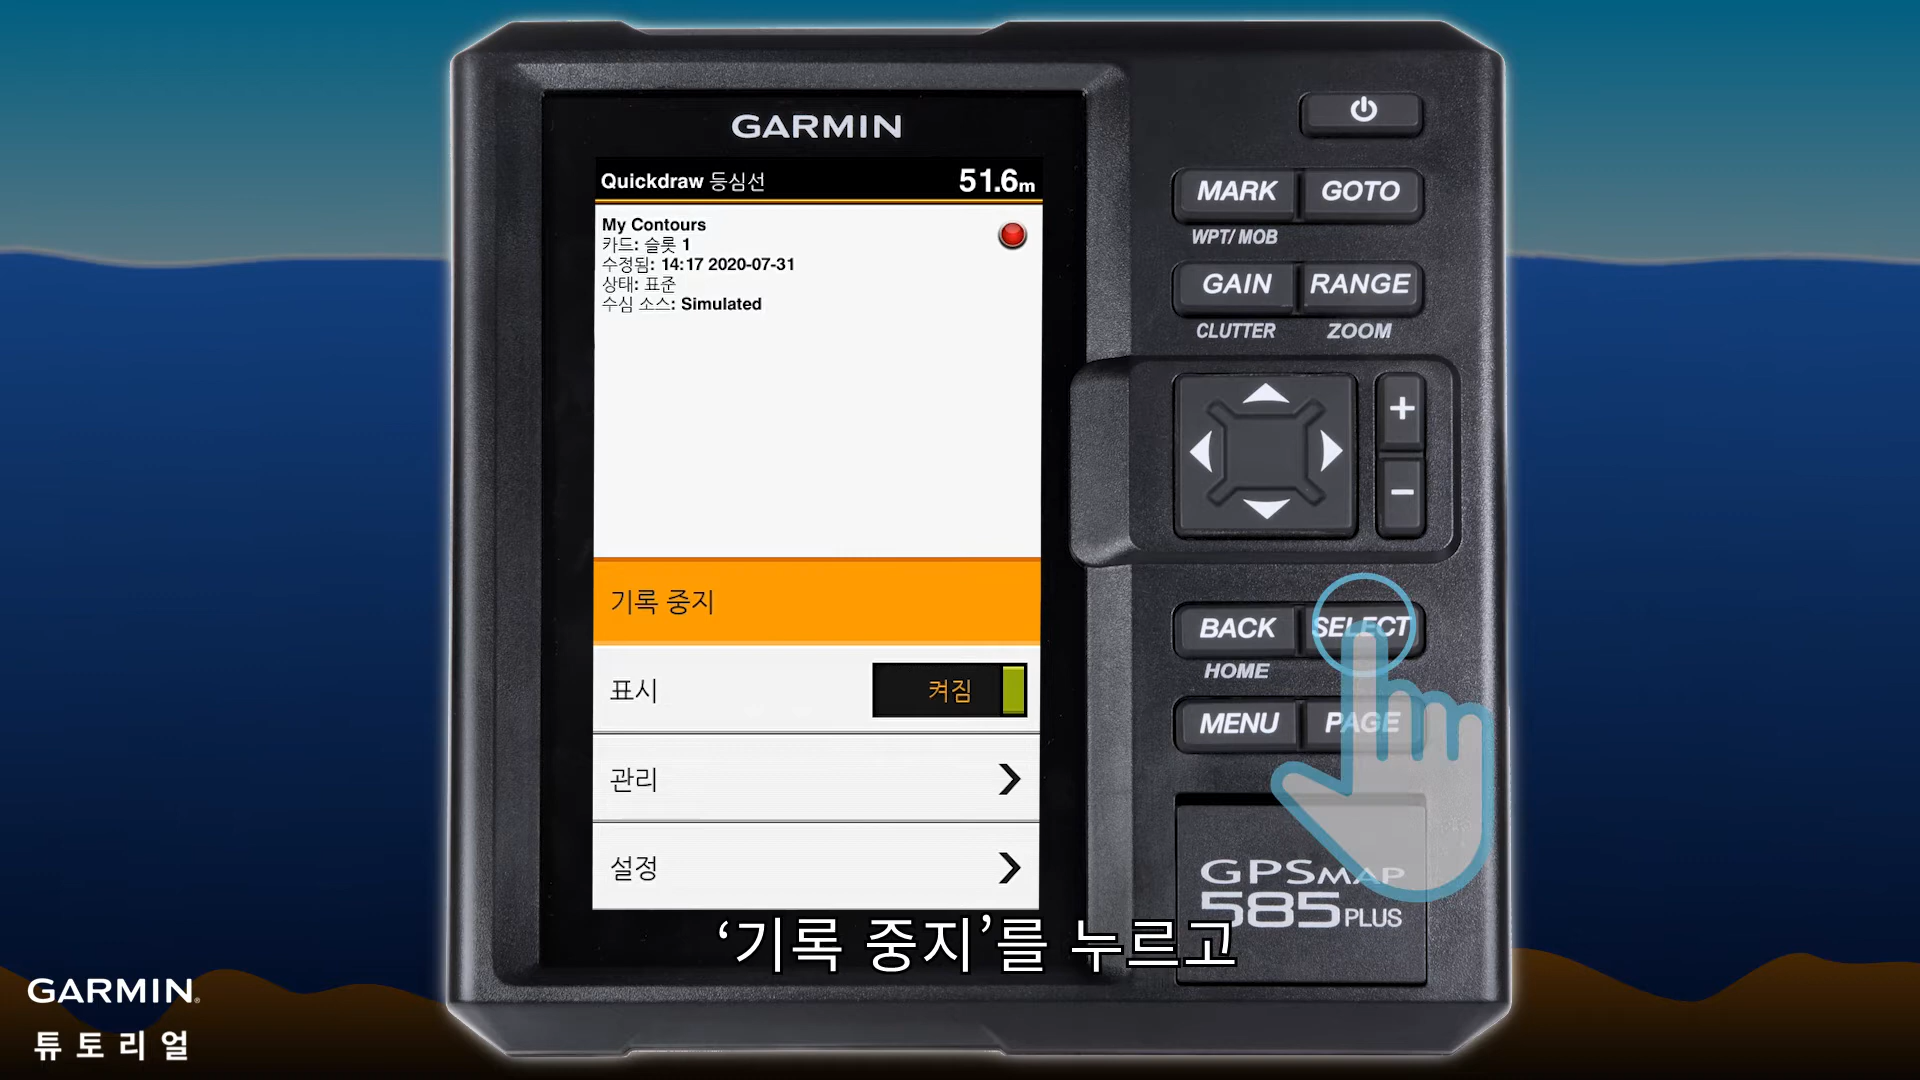 GARMIN
Quickdraw 등심선
51.6m
My Contours
카드: 슬롯 1
수정됨: 14:17 2020-07-31
상태: 표준
수심 소스: Simulated
기록 중지
표시
켜짐
관리
설정
MARK
GOTO
WPT/ MOB
GAIN
RANGE
CLUTTER
ZOOM
+
−
BACK
SELECT
HOME
MENU
PAGE
GPSMAP
585 PLUS
‘기록 중지’를 누르고
GARMIN®
튜토리얼